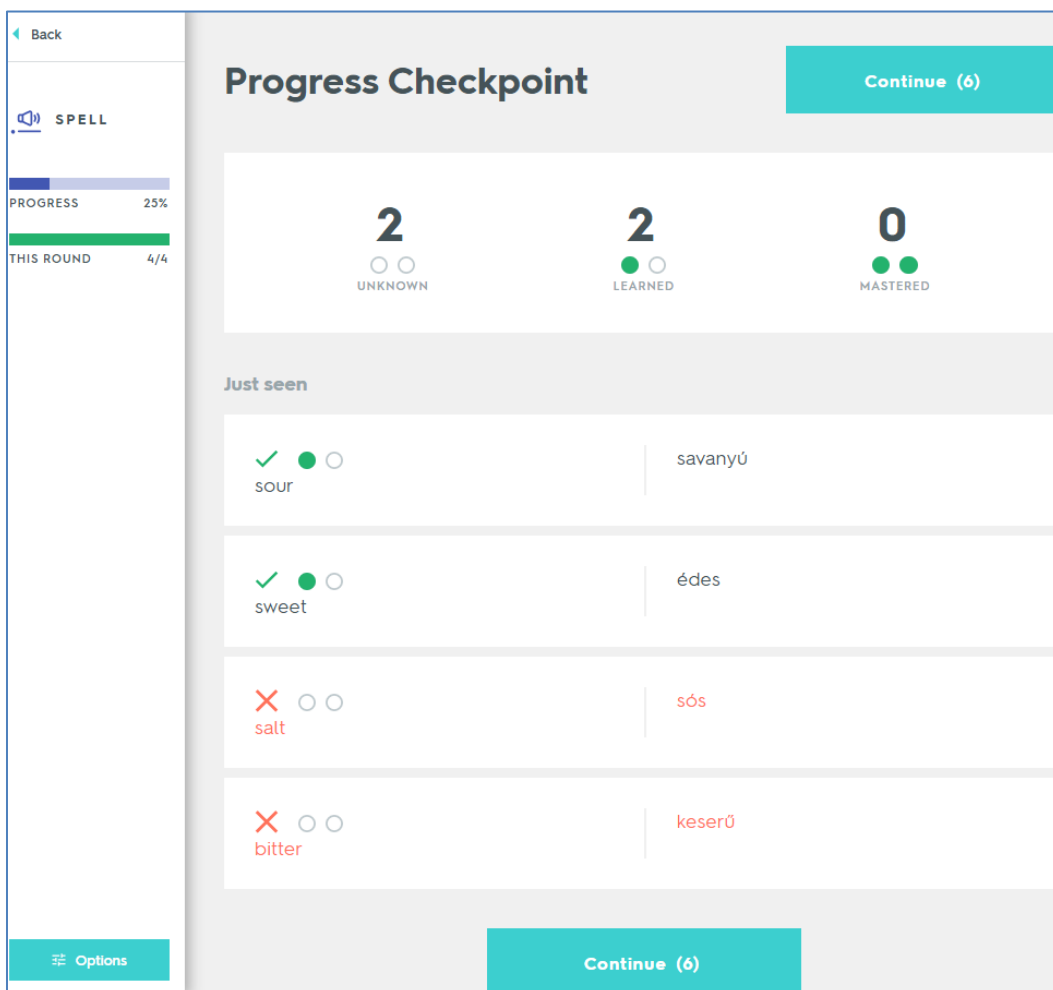 Back
SPELL
PROGRESS 25%
THIS ROUND 4/4
Options
Progress Checkpoint
Continue (6)
2 2 0
UNKNOWN LEARNED MASTERED
Just seen
sour savanyú
sweet édes
salt sós
bitter keserű
Continue (6)